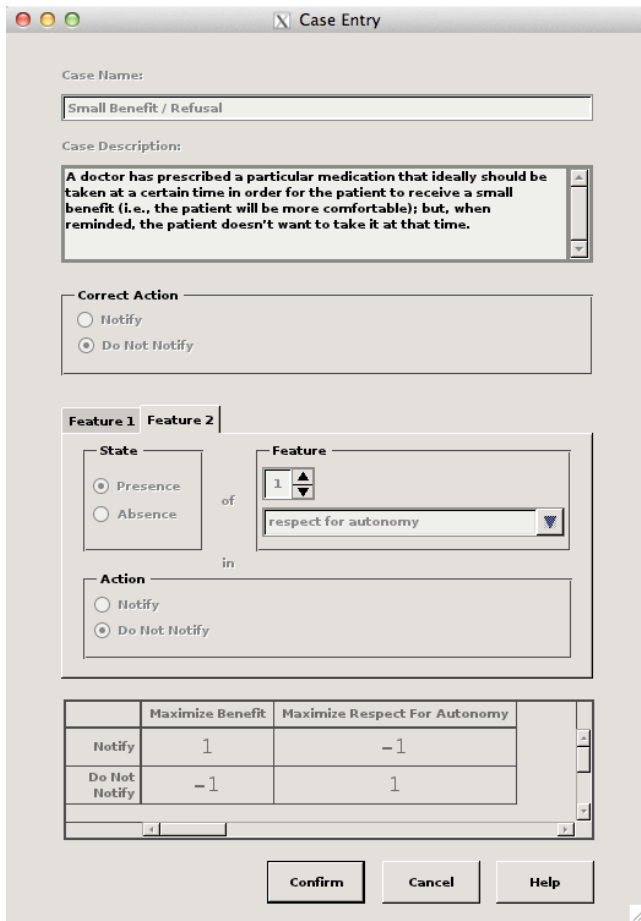 X Case Entry
Case Name:
Small Benefit / Refusal
Case Description:
A doctor has prescribed a particular medication that ideally should be
taken at a certain time in order for the patient to receive a small
benefit (i.e., the patient will be more comfortable); but, when
reminded, the patient doesn't want to take it at that time.
Correct Action
Notify
Do Not Notify
Feature 1 Feature 2
State Feature
Presence
Absence
of
1
respect for autonomy
in
Action
Notify
Do Not Notify
Maximize Benefit Maximize Respect For Autonomy
Notify 1 -1
Do Not
Notify -1 1
Confirm Cancel Help